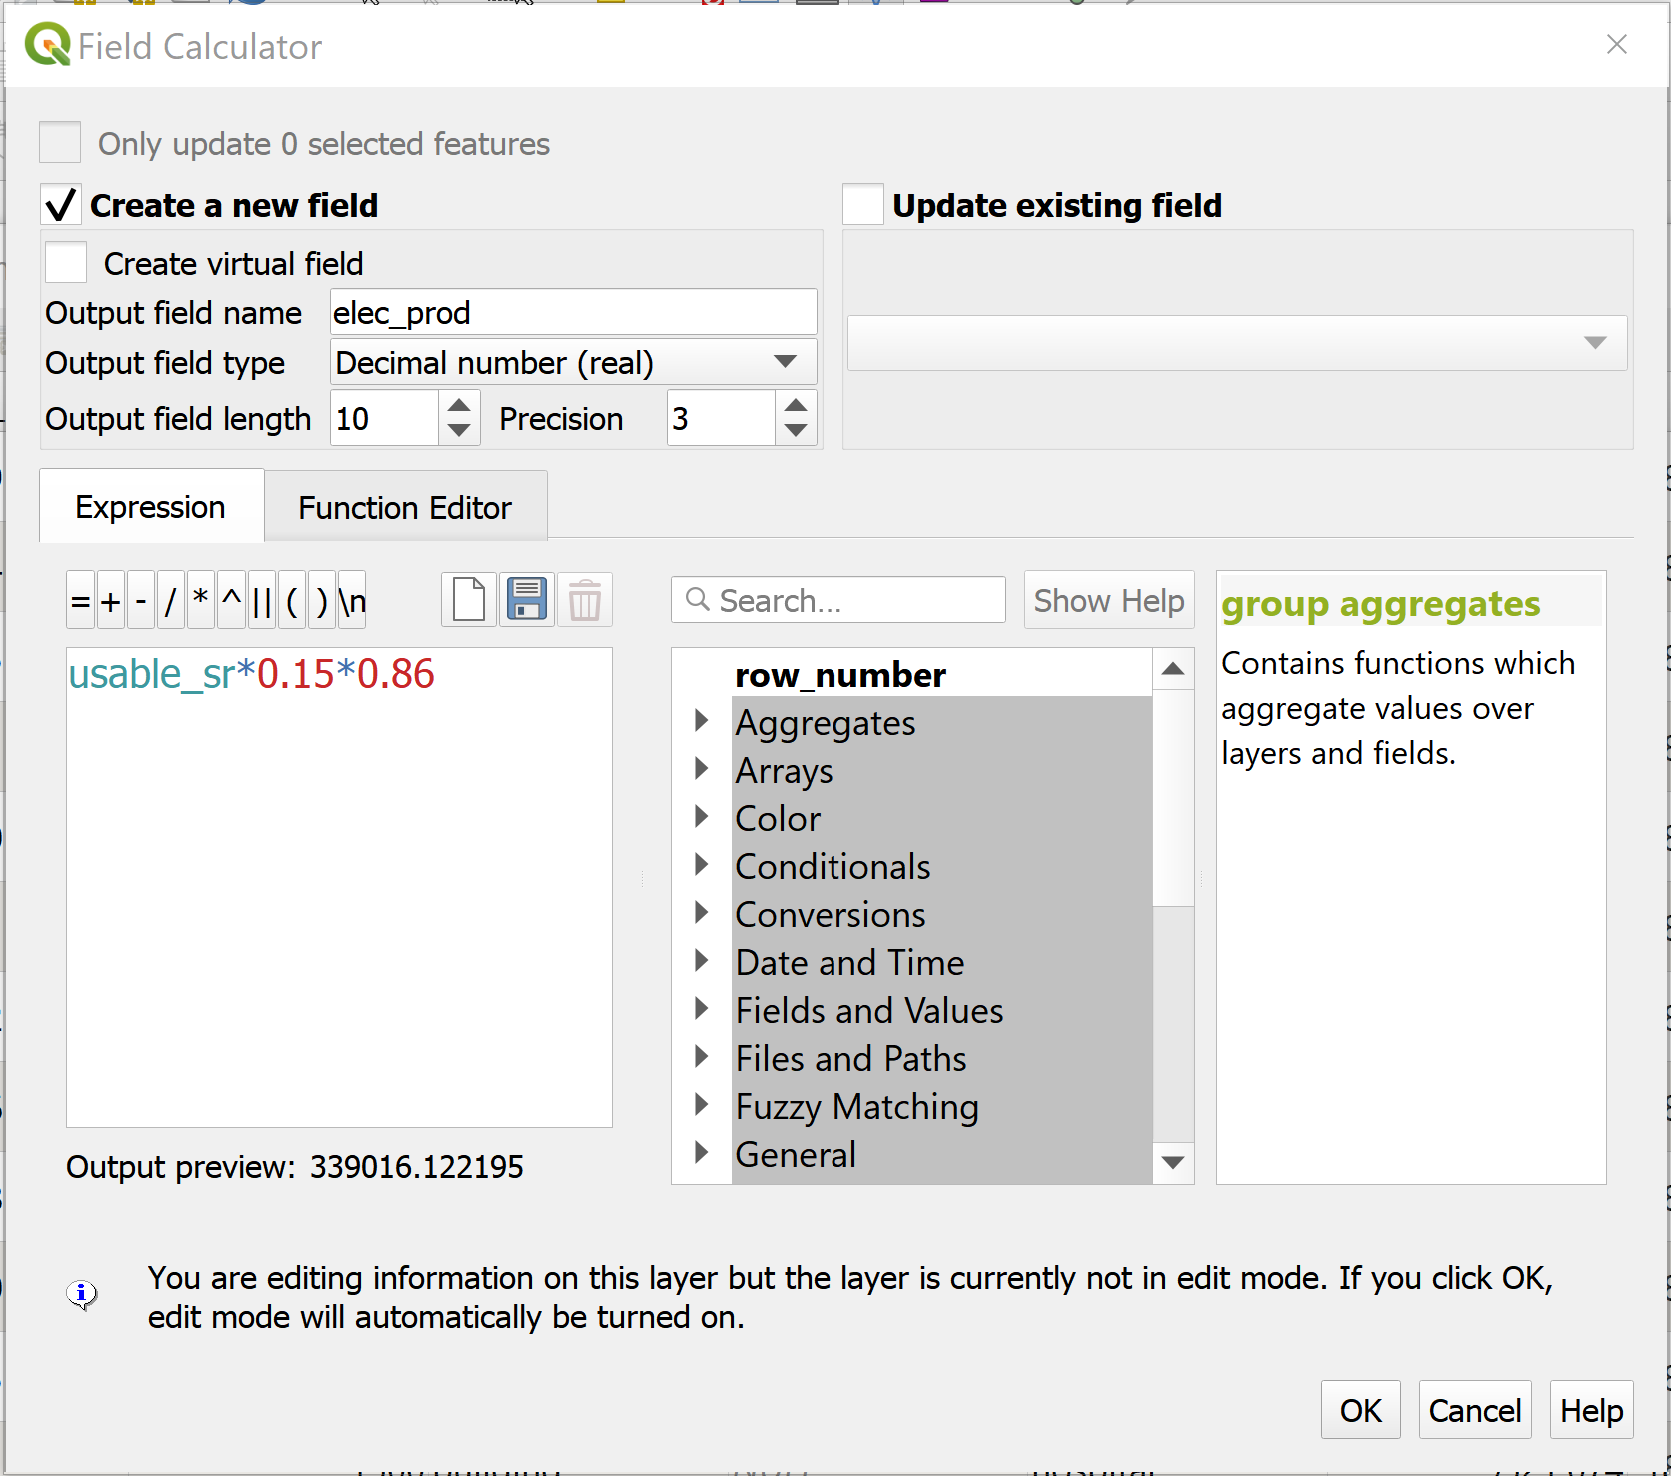 Field Calculator
Only update 0 selected features
Create a new field
Update existing field
Create virtual field
Output field name elec_prod
Output field type Decimal number (real)
Output field length 10 Precision 3
Expression Function Editor
= + - / * ^ || ( ) \n
Search...
Show Help
usable_sr*0.15*0.86
row_number
Aggregates
Arrays
Color
Conditionals
Conversions
Date and Time
Fields and Values
Files and Paths
Fuzzy Matching
General
group aggregates
Contains functions which
aggregate values over
layers and fields.
Output preview: 339016.122195
You are editing information on this layer but the layer is currently not in edit mode. If you click OK,
edit mode will automatically be turned on.
OK Cancel Help